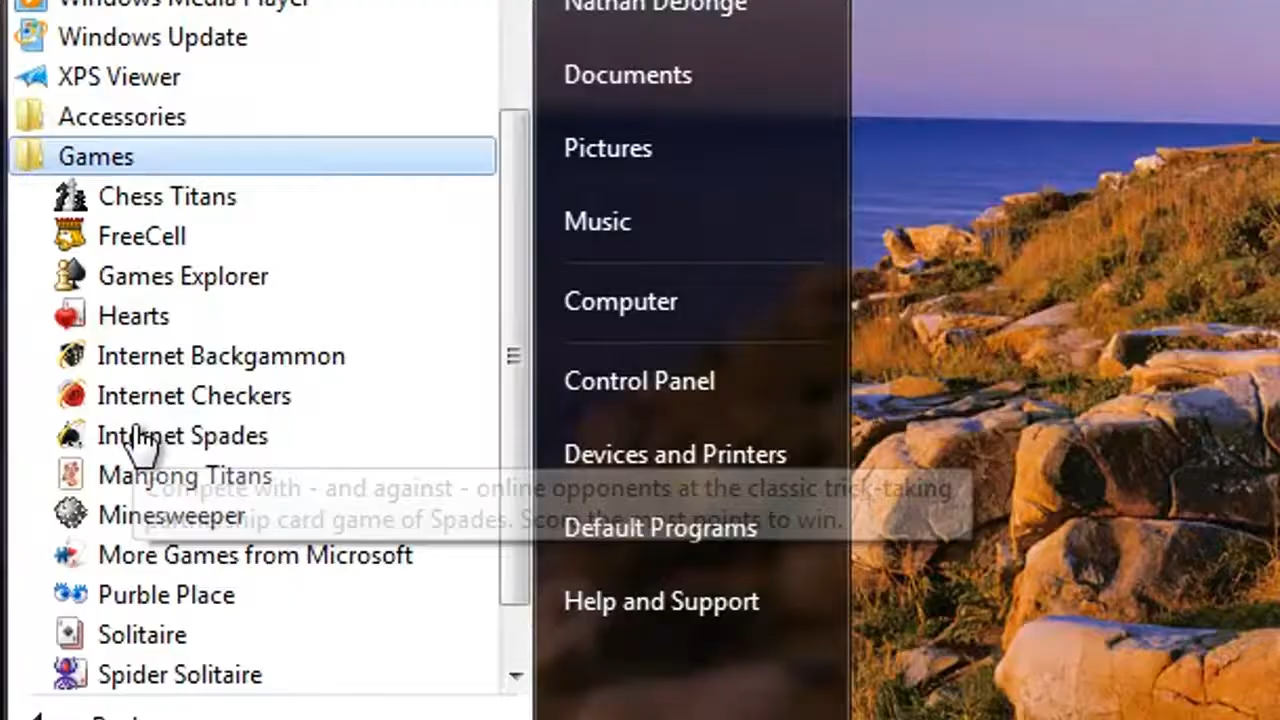 Windows Media Player
Windows Update
XPS Viewer
Accessories
Games
Chess Titans
FreeCell
Games Explorer
Hearts
Internet Backgammon
Internet Checkers
Internet Spades
Mahjong Titans
Minesweeper
More Games from Microsoft
Purble Place
Solitaire
Spider Solitaire
Compete with - and against - online opponents at the classic trick-taking
partnership card game of Spades. Score the most points to win.
Nathan DeJonge
Documents
Pictures
Music
Computer
Control Panel
Devices and Printers
Default Programs
Help and Support